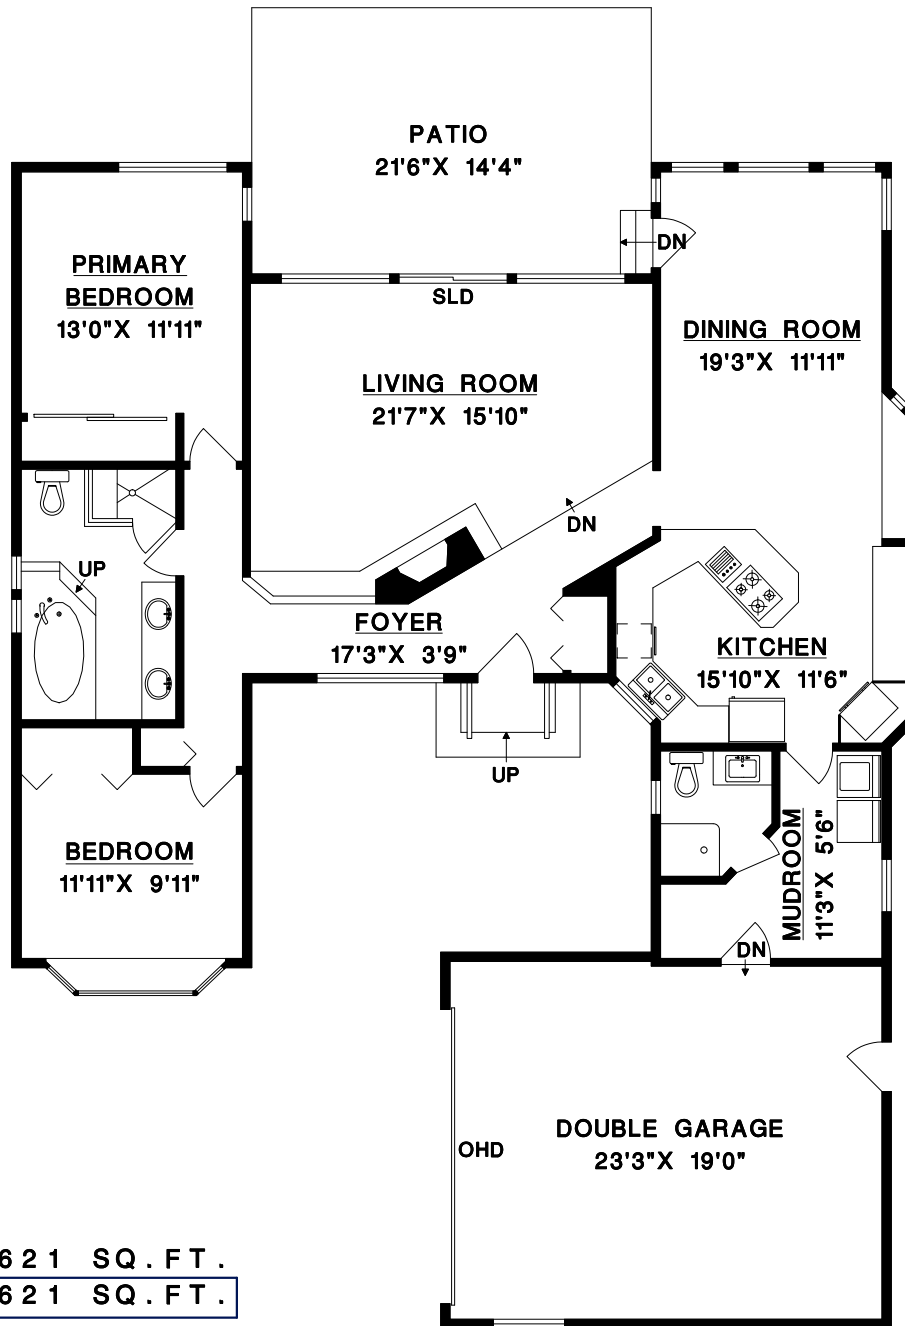 PATIO
21'6"X 14'4"
DN
PRIMARY
BEDROOM
13'0"X 11'11"
SLD
DINING ROOM
19'3"X 11'11"
LIVING ROOM
21'7"X 15'10"
DN
UP
FOYER
17'3"X 3'9"
KITCHEN
15'10"X 11'6"
UP
BEDROOM
11'11"X 9'11"
MUDROOM
11'3"X 5'6"
DN
DOUBLE GARAGE
23'3"X 19'0"
OHD
621 SQ.FT.
621 SQ.FT.